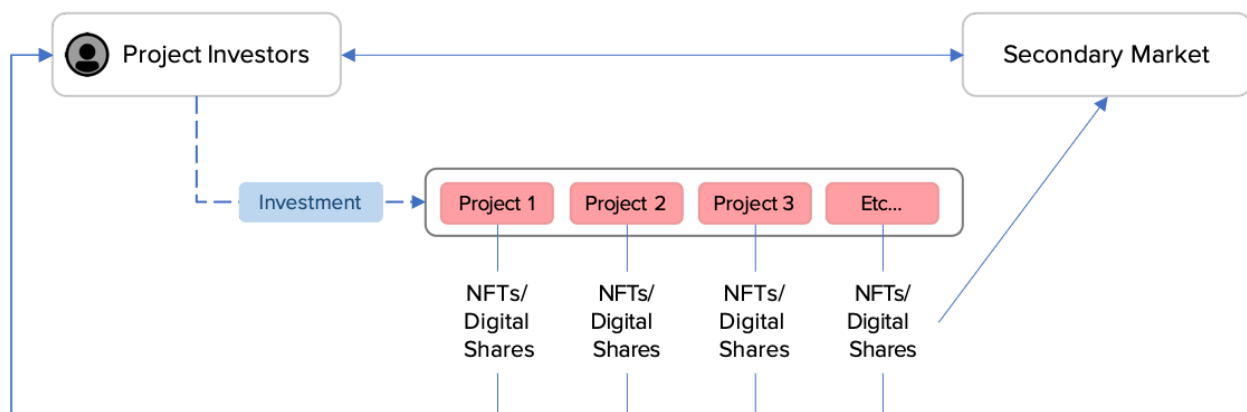 Project Investors
Secondary Market
Investment
Project 1
Project 2
Project 3
Etc...
NFTs/
Digital
Shares
NFTs/
Digital
Shares
NFTs/
Digital
Shares
NFTs/
Digital
Shares